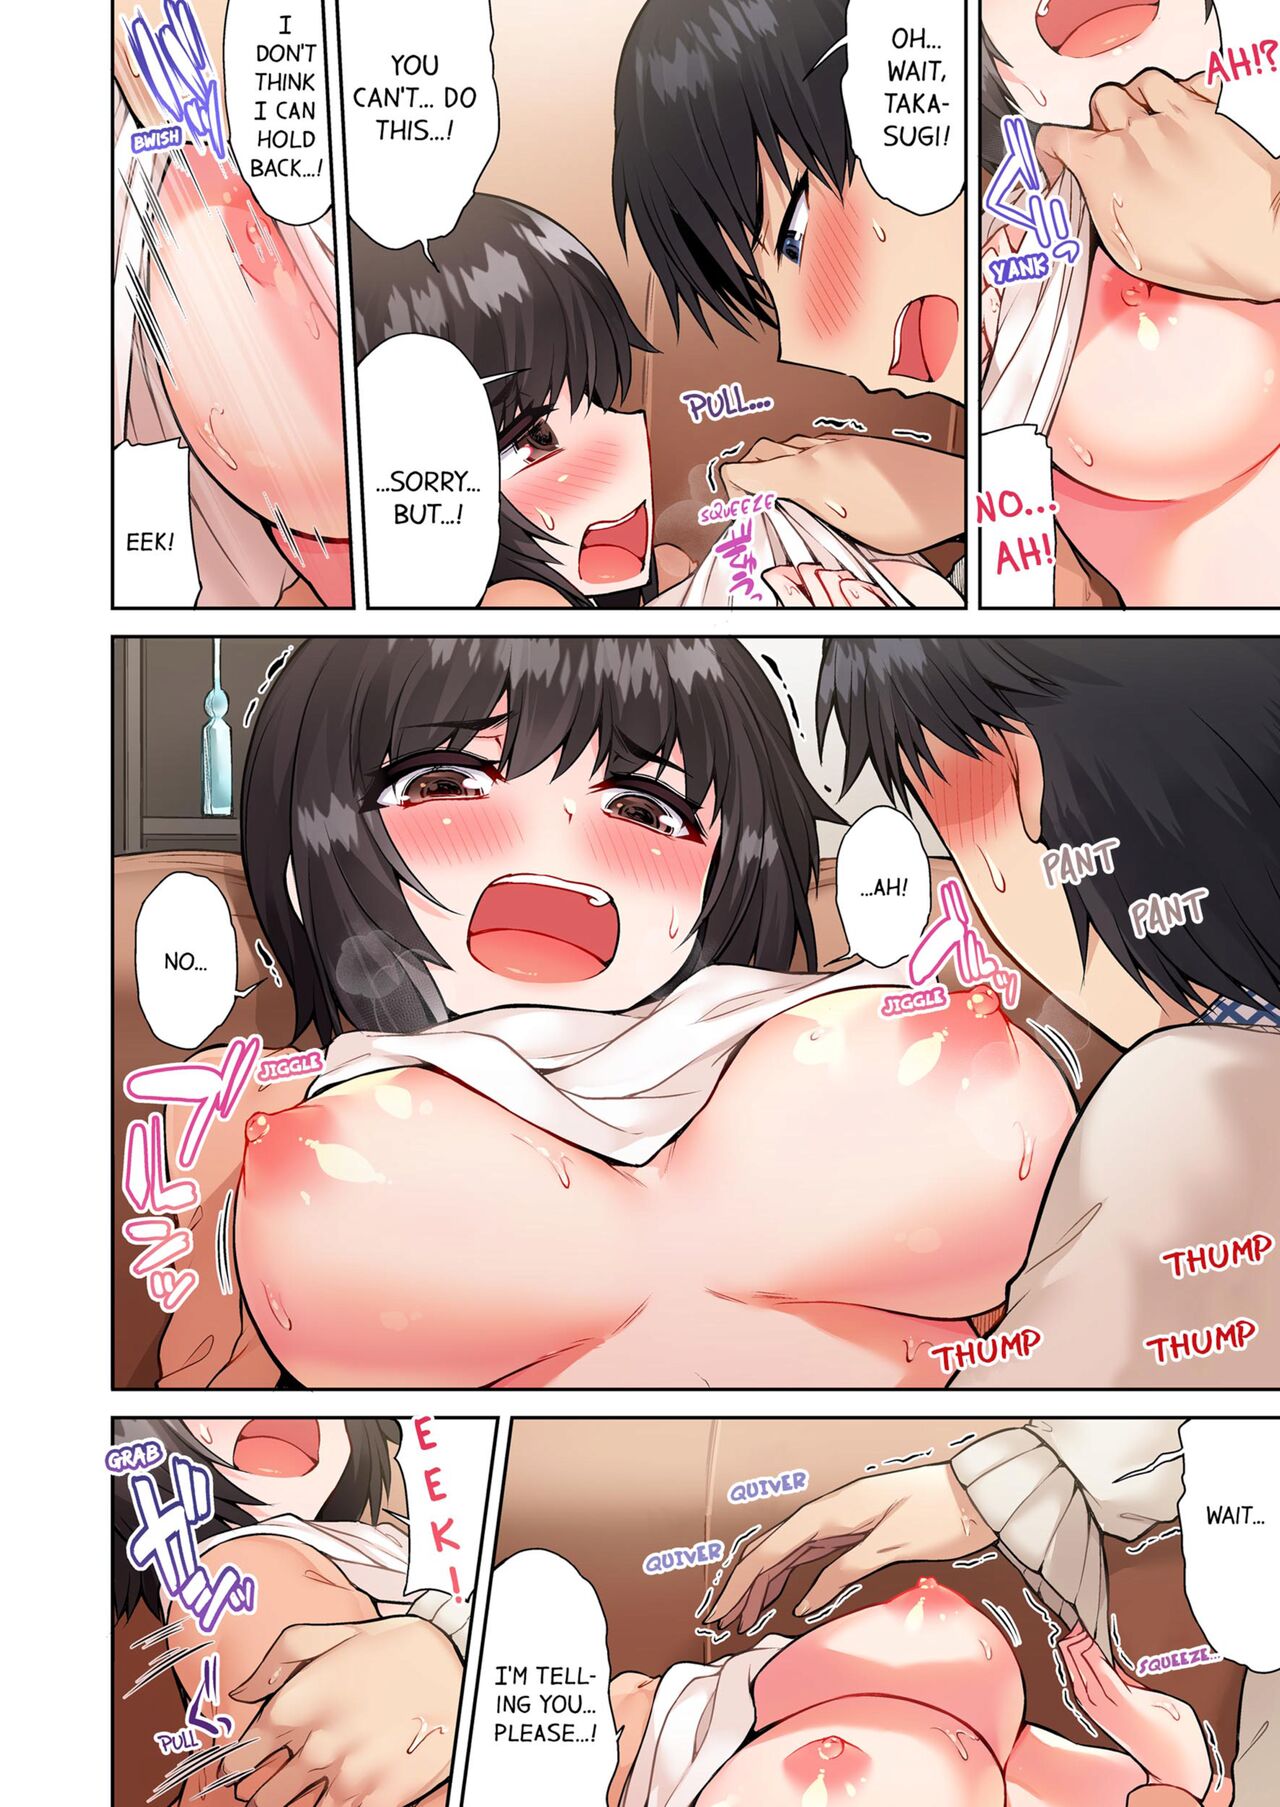 AH!?
YANK
NO...
AH!
OH...
WAIT,
TAKA-
SUGI!
YOU
CAN'T... DO
THIS...!
PULL...
SQUEEZE
...SORRY...
BUT...!
I
DON'T
THINK
I CAN
HOLD
BACK...!
BWISH
EEK!
PANT
PANT
...AH!
JIGGLE
NO...
JIGGLE
THUMP
THUMP
THUMP
WAIT...
QUIVER
QUIVER
SQUEEZE...
I'M TELL-
ING YOU...
PLEASE...!
EEK!
GRAB
PULL